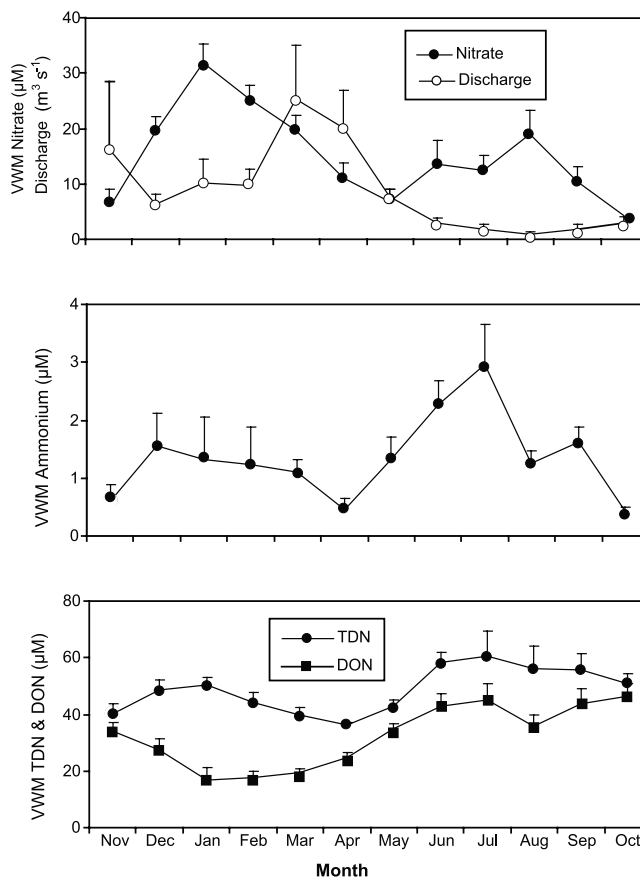 VWM Nitrate (µM)
Discharge (m³ s⁻¹)
40
30
20
10
0
Nitrate
Discharge
VWM Ammonium (µM)
4
3
2
1
0
VWM TDN & DON (µM)
80
60
40
20
0
TDN
DON
Nov Dec Jan Feb Mar Apr May Jun Jul Aug Sep Oct
Month